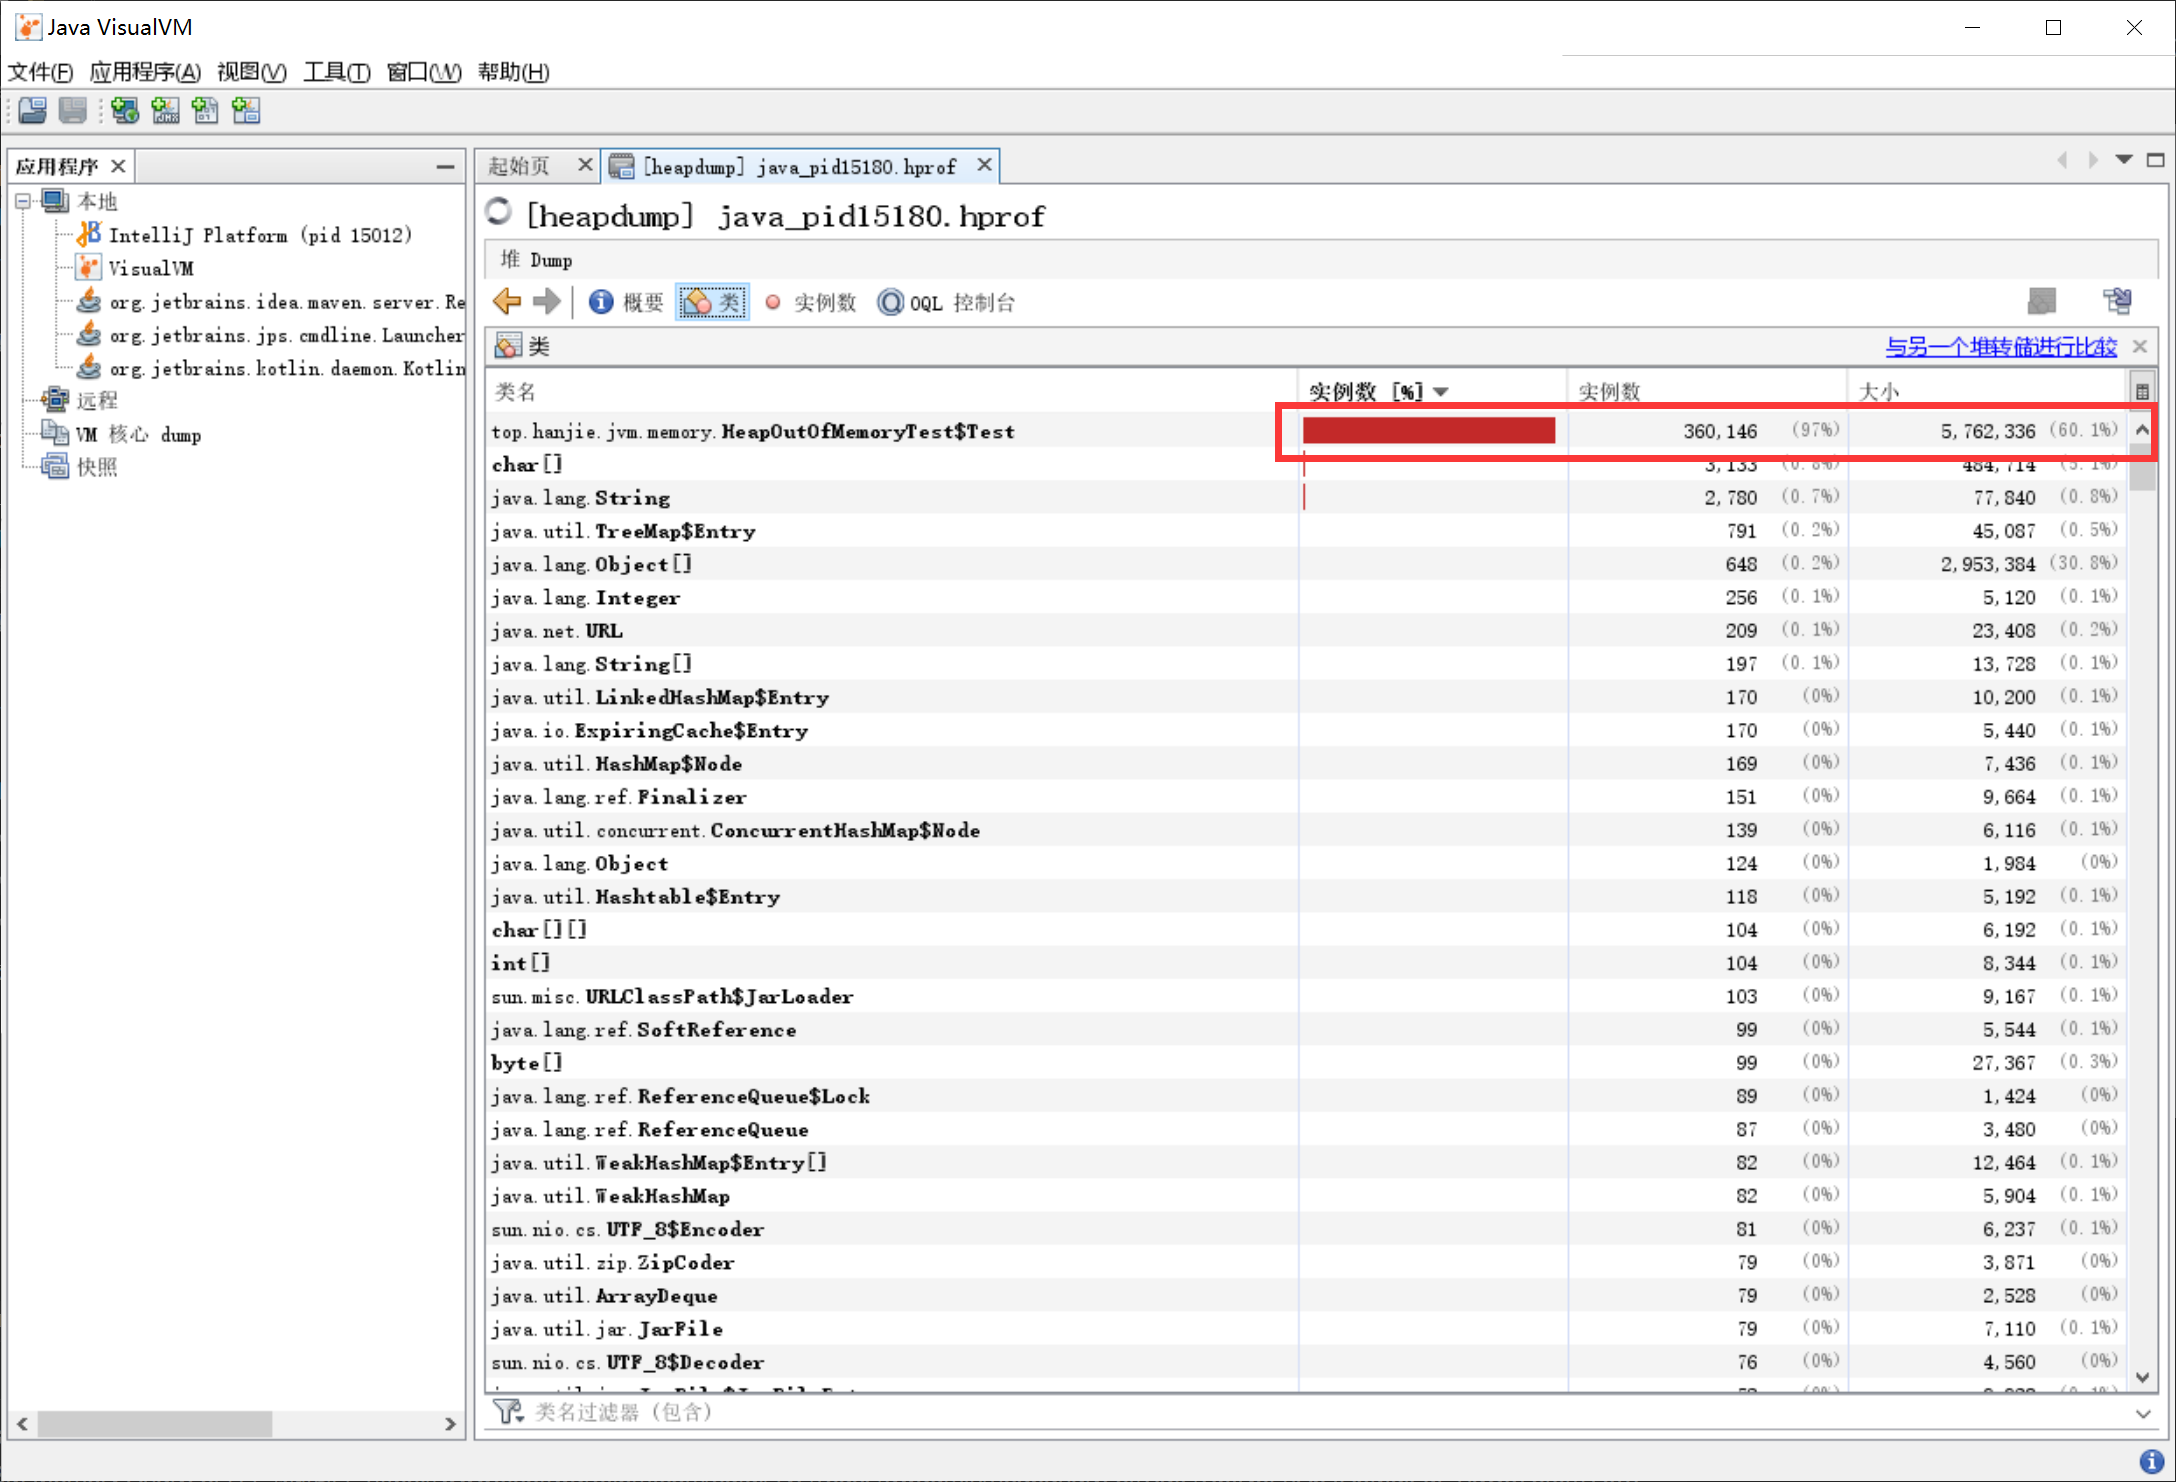 Java VisualVM
文件(F) 应用程序(A) 视图(V) 工具(T) 窗口(W) 帮助(H)
应用程序
本地
IntelliJ Platform (pid 15012)
VisualVM
org.jetbrains.idea.maven.server.Re
org.jetbrains.jps.cmdline.Launcher
org.jetbrains.kotlin.daemon.Kotlin
远程
VM 核心 dump
快照
起始页 [heapdump] java_pid15180.hprof
[heapdump] java_pid15180.hprof
堆 Dump
概要 类 实例数 OQL 控制台
类 与另一个堆转储进行比较
类名 实例数 [%] 实例数 大小
top.hanjie.jvm.memory.HeapOutOfMemoryTest$Test 360,146 (97%) 5,762,336 (60.1%)
char[] 3,133 (0.8%) 484,714 (5.1%)
java.lang.String 2,780 (0.7%) 77,840 (0.8%)
java.util.TreeMap$Entry 791 (0.2%) 45,087 (0.5%)
java.lang.Object[] 648 (0.2%) 2,953,384 (30.8%)
java.lang.Integer 256 (0.1%) 5,120 (0.1%)
java.net.URL 209 (0.1%) 23,408 (0.2%)
java.lang.String[] 197 (0.1%) 13,728 (0.1%)
java.util.LinkedHashMap$Entry 170 (0%) 10,200 (0.1%)
java.io.ExpiringCache$Entry 170 (0%) 5,440 (0.1%)
java.util.HashMap$Node 169 (0%) 7,436 (0.1%)
java.lang.ref.Finalizer 151 (0%) 9,664 (0.1%)
java.util.concurrent.ConcurrentHashMap$Node 139 (0%) 6,116 (0.1%)
java.lang.Object 124 (0%) 1,984 (0%)
java.util.Hashtable$Entry 118 (0%) 5,192 (0.1%)
char[][] 104 (0%) 6,192 (0.1%)
int[] 104 (0%) 8,344 (0.1%)
sun.misc.URLClassPath$JarLoader 103 (0%) 9,167 (0.1%)
java.lang.ref.SoftReference 99 (0%) 5,544 (0.1%)
byte[] 99 (0%) 27,367 (0.3%)
java.lang.ref.ReferenceQueue$Lock 89 (0%) 1,424 (0%)
java.lang.ref.ReferenceQueue 87 (0%) 3,480 (0%)
java.util.WeakHashMap$Entry[] 82 (0%) 12,464 (0.1%)
java.util.WeakHashMap 82 (0%) 5,904 (0.1%)
sun.nio.cs.UTF_8$Encoder 81 (0%) 6,237 (0.1%)
java.util.zip.ZipCoder 79 (0%) 3,871 (0%)
java.util.ArrayDeque 79 (0%) 2,528 (0%)
java.util.jar.JarFile 79 (0%) 7,110 (0.1%)
sun.nio.cs.UTF_8$Decoder 76 (0%) 4,560 (0%)
类名过滤器 (包含)